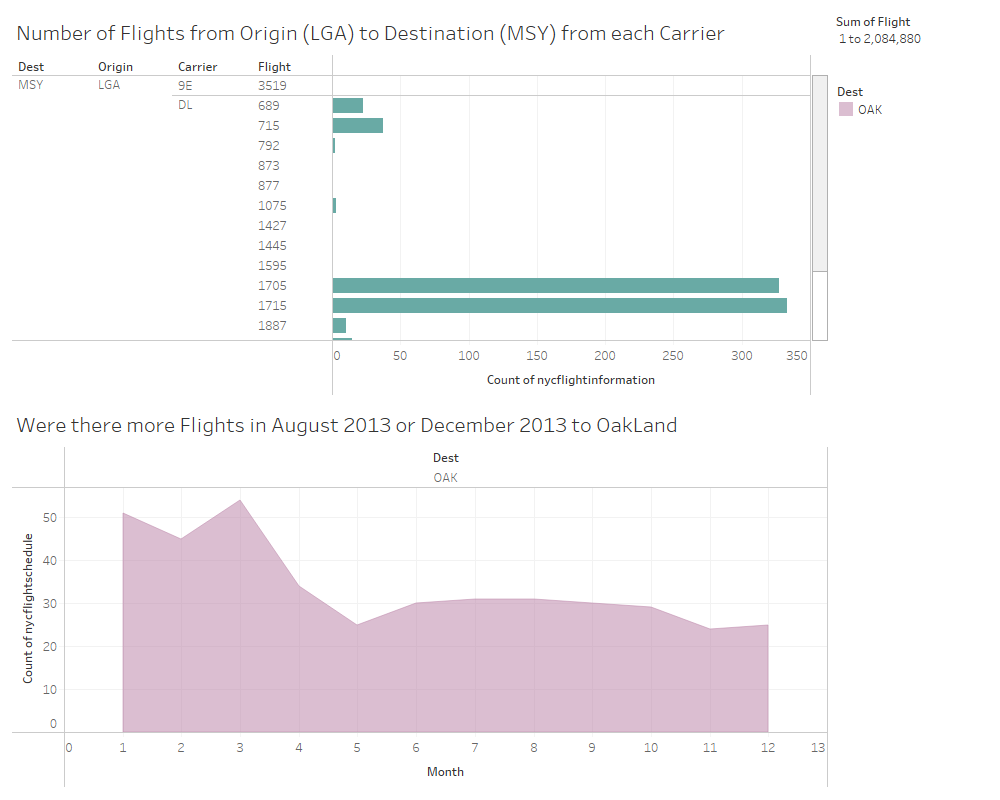 Number of Flights from Origin (LGA) to Destination (MSY) from each Carrier
Sum of Flight
1 to 2,084,880
Dest
OAK
Dest Origin Carrier Flight
MSY LGA 9E 3519
DL 689
715
792
873
877
1075
1427
1445
1595
1705
1715
1887
0 50 100 150 200 250 300 350
Count of nycflightinformation
Were there more Flights in August 2013 or December 2013 to OakLand
Dest
OAK
Count of nycflightschedule
50
40
30
20
10
0
0 1 2 3 4 5 6 7 8 9 10 11 12 13
Month